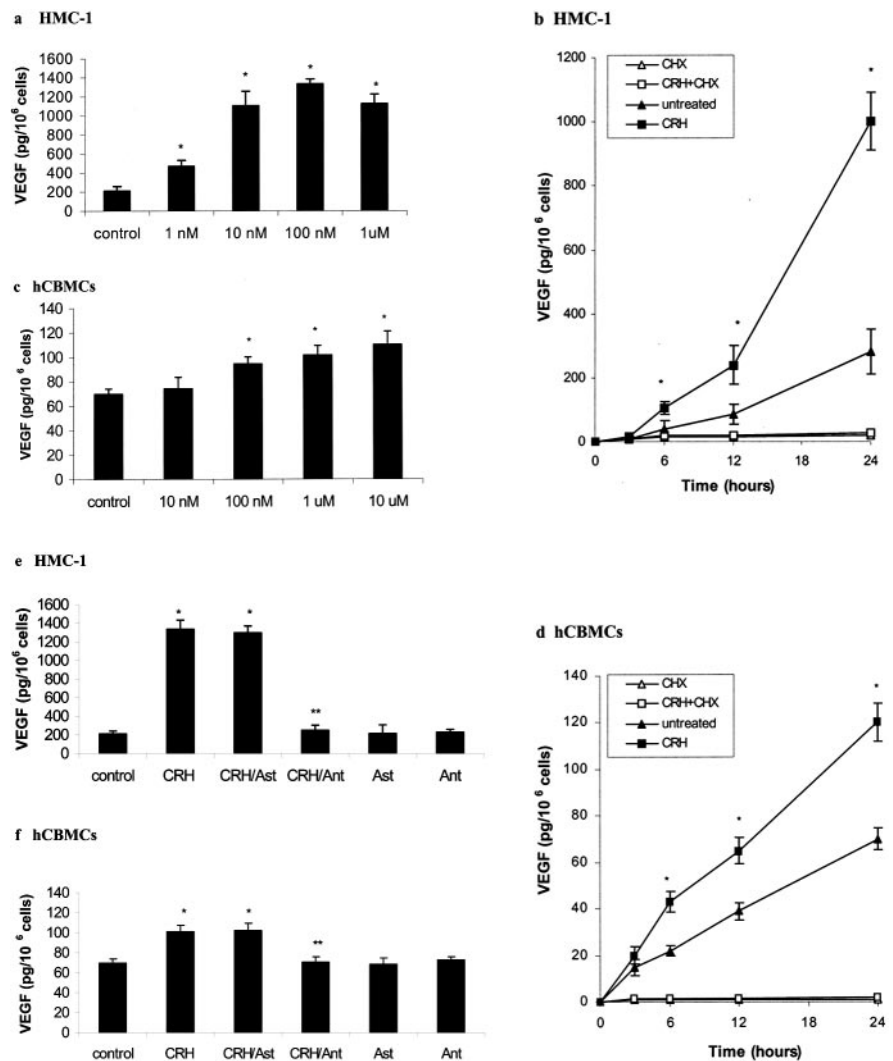 a HMC-1
VEGF (pg/10⁶ cells)
1600
1400
1200
1000
800
600
400
200
0
*
*
*
*
control 1 nM 10 nM 100 nM 1uM
b HMC-1
VEGF (pg/10⁶ cells)
CHX
CRH+CHX
untreated
CRH
1200
1000
800
600
400
200
0
*
*
*
0 6 12 18 24
Time (hours)
c hCBMCs
VEGF (pg/10⁶ cells)
140
120
100
80
60
40
20
0
*
*
*
control 10 nM 100 nM 1 uM 10 uM
e HMC-1
VEGF (pg/10⁶ cells)
1600
1400
1200
1000
800
600
400
200
0
*
*
**
control CRH CRH/Ast CRH/Ant Ast Ant
d hCBMCs
VEGF (pg/10⁶ cells)
CHX
CRH+CHX
untreated
CRH
140
120
100
80
60
40
20
0
*
*
*
0 6 12 18 24
Time (hours)
f hCBMCs
VEGF (pg/10⁶ cells)
140
120
100
80
60
40
20
0
*
*
**
control CRH CRH/Ast CRH/Ant Ast Ant